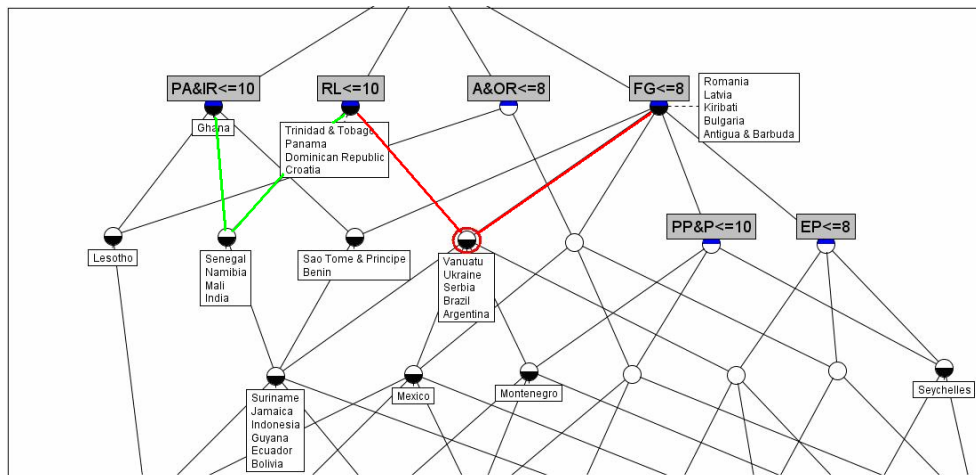 PA&IR<=10
RL<=10
A&OR<=8
FG<=8
Romania
Latvia
Kiribati
Bulgaria
Antigua & Barbuda
Ghana
Trinidad & Tobago
Panama
Dominican Republic
Croatia
PP&P<=10
EP<=8
Lesotho
Senegal
Namibia
Mali
India
Sao Tome & Principe
Benin
Vanuatu
Ukraine
Serbia
Brazil
Argentina
Suriname
Jamaica
Indonesia
Guyana
Ecuador
Bolivia
Mexico
Montenegro
Seychelles